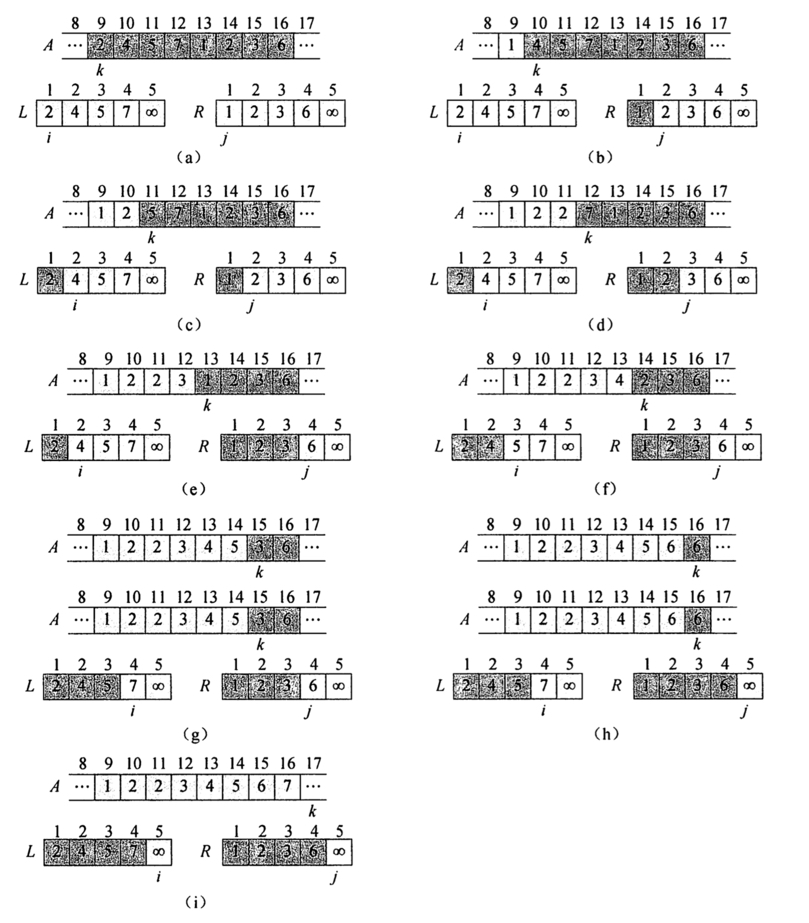 8 9 10 11 12 13 14 15 16 17
A ... 2 4 5 7 1 2 3 6 ...
k
1 2 3 4 5 1 2 3 4 5
L 2 4 5 7 ∞ R 1 2 3 6 ∞
i j
(a)
8 9 10 11 12 13 14 15 16 17
A ... 1 4 5 7 1 2 3 6 ...
k
1 2 3 4 5 1 2 3 4 5
L 2 4 5 7 ∞ R 1 2 3 6 ∞
i j
(b)
8 9 10 11 12 13 14 15 16 17
A ... 1 2 5 7 1 2 3 6 ...
k
1 2 3 4 5 1 2 3 4 5
L 2 4 5 7 ∞ R 1 2 3 6 ∞
i j
(c)
8 9 10 11 12 13 14 15 16 17
A ... 1 2 2 7 1 2 3 6 ...
k
1 2 3 4 5 1 2 3 4 5
L 2 4 5 7 ∞ R 1 2 3 6 ∞
i j
(d)
8 9 10 11 12 13 14 15 16 17
A ... 1 2 2 3 1 2 3 6 ...
k
1 2 3 4 5 1 2 3 4 5
L 2 4 5 7 ∞ R 1 2 3 6 ∞
i j
(e)
8 9 10 11 12 13 14 15 16 17
A ... 1 2 2 3 4 2 3 6 ...
k
1 2 3 4 5 1 2 3 4 5
L 2 4 5 7 ∞ R 1 2 3 6 ∞
i j
(f)
8 9 10 11 12 13 14 15 16 17
A ... 1 2 2 3 4 5 3 6 ...
k
8 9 10 11 12 13 14 15 16 17
A ... 1 2 2 3 4 5 3 6 ...
k
1 2 3 4 5 1 2 3 4 5
L 2 4 5 7 ∞ R 1 2 3 6 ∞
i j
(g)
8 9 10 11 12 13 14 15 16 17
A ... 1 2 2 3 4 5 6 6 ...
k
8 9 10 11 12 13 14 15 16 17
A ... 1 2 2 3 4 5 6 6 ...
k
1 2 3 4 5 1 2 3 4 5
L 2 4 5 7 ∞ R 1 2 3 6 ∞
i j
(h)
8 9 10 11 12 13 14 15 16 17
A ... 1 2 2 3 4 5 6 7 ...
k
1 2 3 4 5 1 2 3 4 5
L 2 4 5 7 ∞ R 1 2 3 6 ∞
i j
(i)